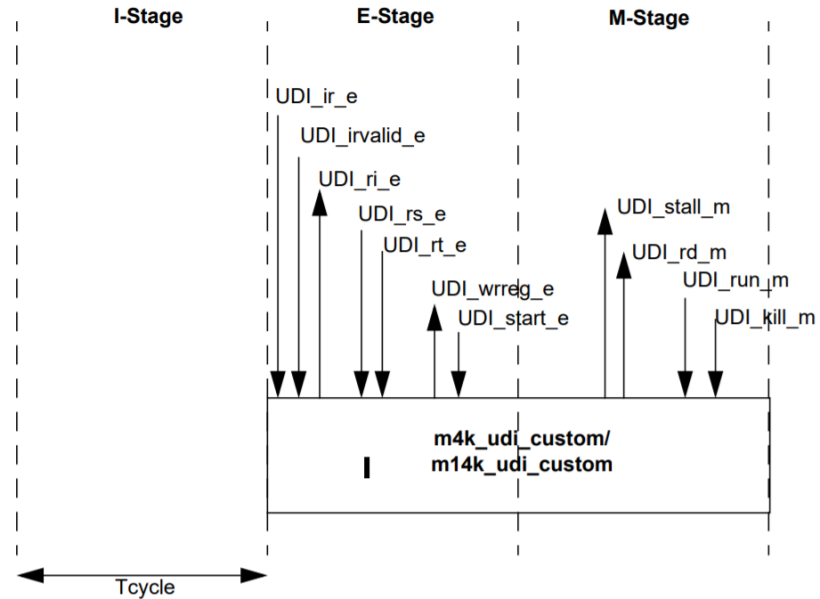 I-Stage
E-Stage
M-Stage
UDI_ir_e
UDI_irvalid_e
UDI_ri_e
UDI_rs_e
UDI_rt_e
UDI_wrreg_e
UDI_start_e
UDI_stall_m
UDI_rd_m
UDI_run_m
UDI_kill_m
m4k_udi_custom/
m14k_udi_custom
Tcycle